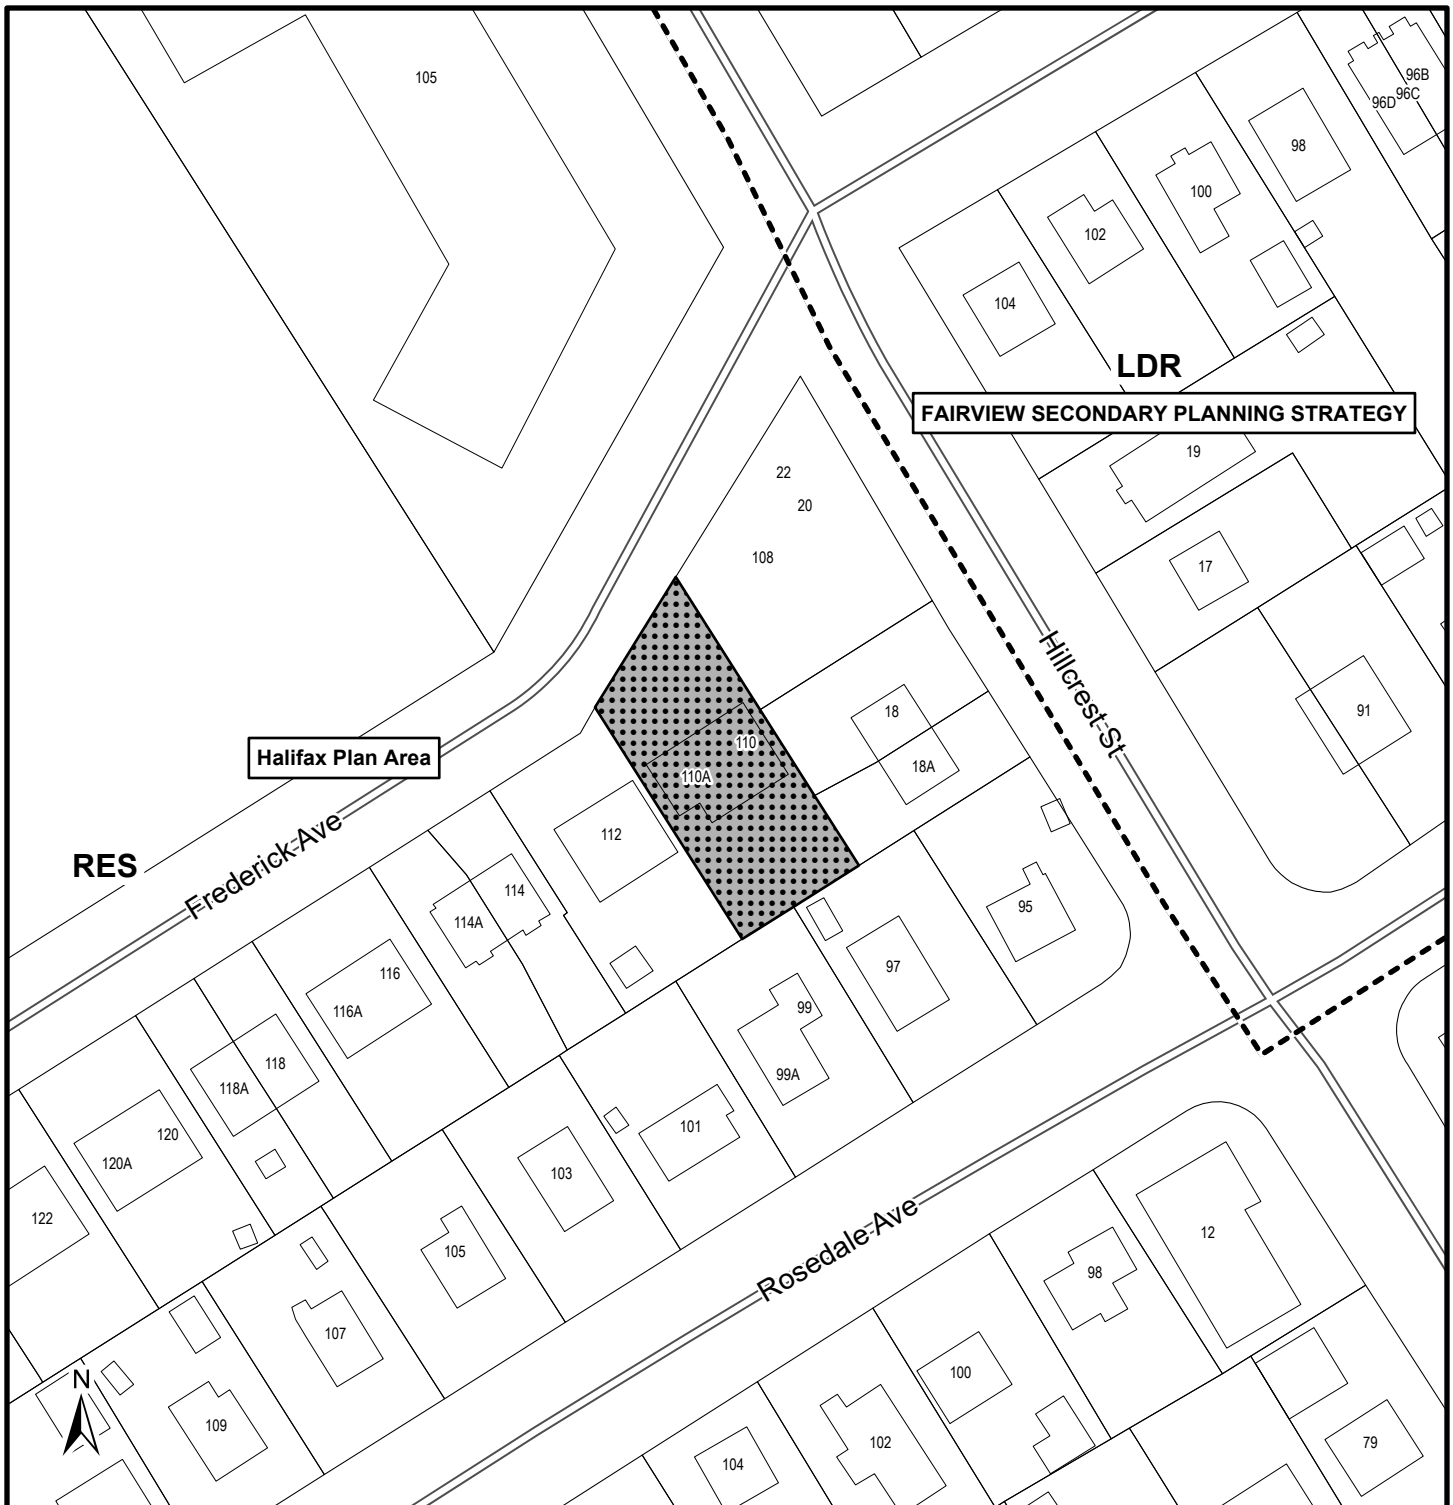 105
96B
96C
96D
98
100
102
104
LDR
FAIRVIEW SECONDARY PLANNING STRATEGY
19
22
20
108
17
Hillcrest St
18
91
110
Halifax Plan Area
18A
110A
112
RES
Frederick Ave
114
95
114A
97
116
99
116A
118
99A
118A
101
120
120A
103
122
Rosedale Ave
12
105
98
107
100
N
109
102
79
104